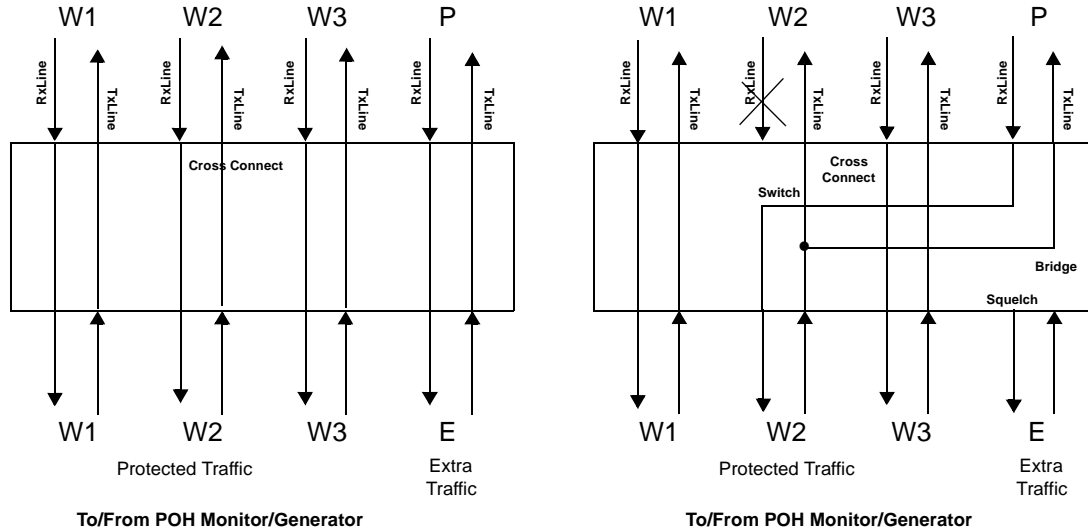 W1 W2 W3 P
RxLine TxLine RxLine TxLine RxLine TxLine RxLine TxLine
Cross Connect
W1 W2 W3 E
Protected Traffic
Extra
Traffic
To/From POH Monitor/Generator
W1 W2 W3 P
RxLine TxLine RxLine TxLine RxLine TxLine RxLine TxLine
Cross
Connect
Switch
Bridge
Squelch
W1 W2 W3 E
Protected Traffic
Extra
Traffic
To/From POH Monitor/Generator